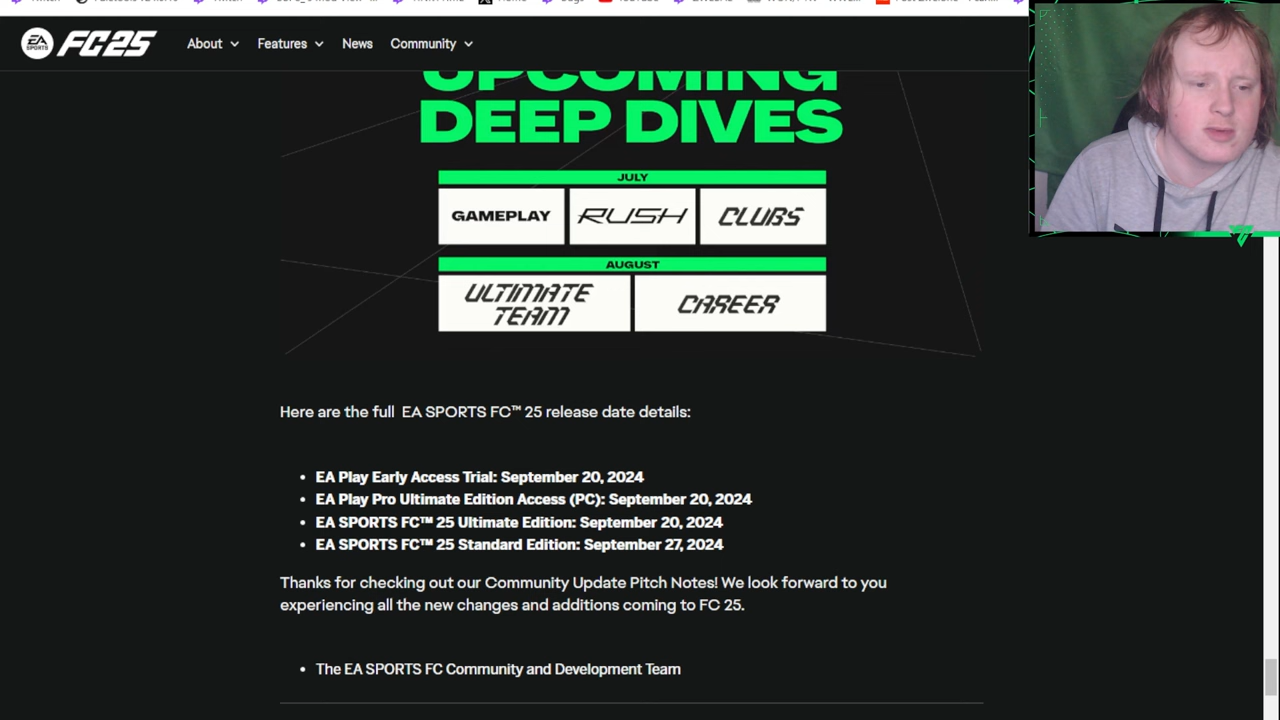 EA SPORTS FC25 About Features News Community
UPCOMING
DEEP DIVES
JULY
GAMEPLAY RUSH CLUBS
AUGUST
ULTIMATE TEAM CAREER
Here are the full EA SPORTS FC™ 25 release date details:
• EA Play Early Access Trial: September 20, 2024
• EA Play Pro Ultimate Edition Access (PC): September 20, 2024
• EA SPORTS FC™ 25 Ultimate Edition: September 20, 2024
• EA SPORTS FC™ 25 Standard Edition: September 27, 2024
Thanks for checking out our Community Update Pitch Notes! We look forward to you
experiencing all the new changes and additions coming to FC 25.
• The EA SPORTS FC Community and Development Team